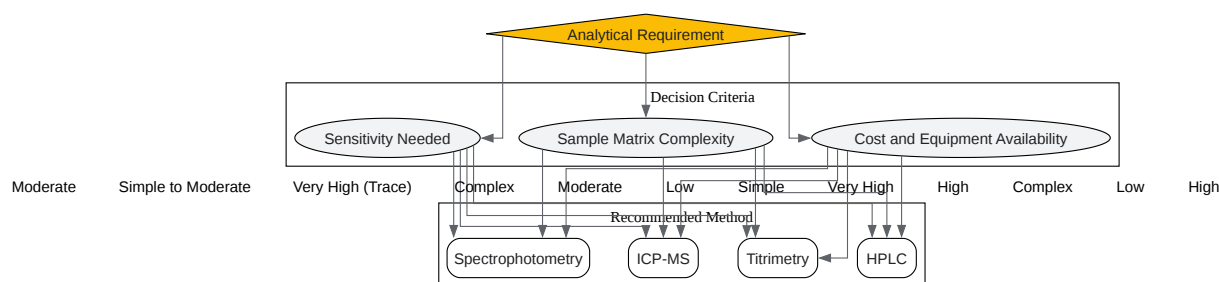 Analytical Requirement
Decision Criteria
Sensitivity Needed
Sample Matrix Complexity
Cost and Equipment Availability
Moderate
Simple to Moderate
Very High (Trace)
Complex
Moderate
Low
Simple
Very High
High
Complex
Low
High
Recommended Method
Spectrophotometry
ICP-MS
Titrimetry
HPLC